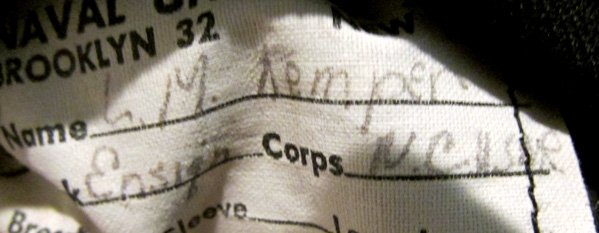 NAVAL
BROOKLYN 32
Name L. M. Kemper
Ensign Corps N.C.
Sleeve